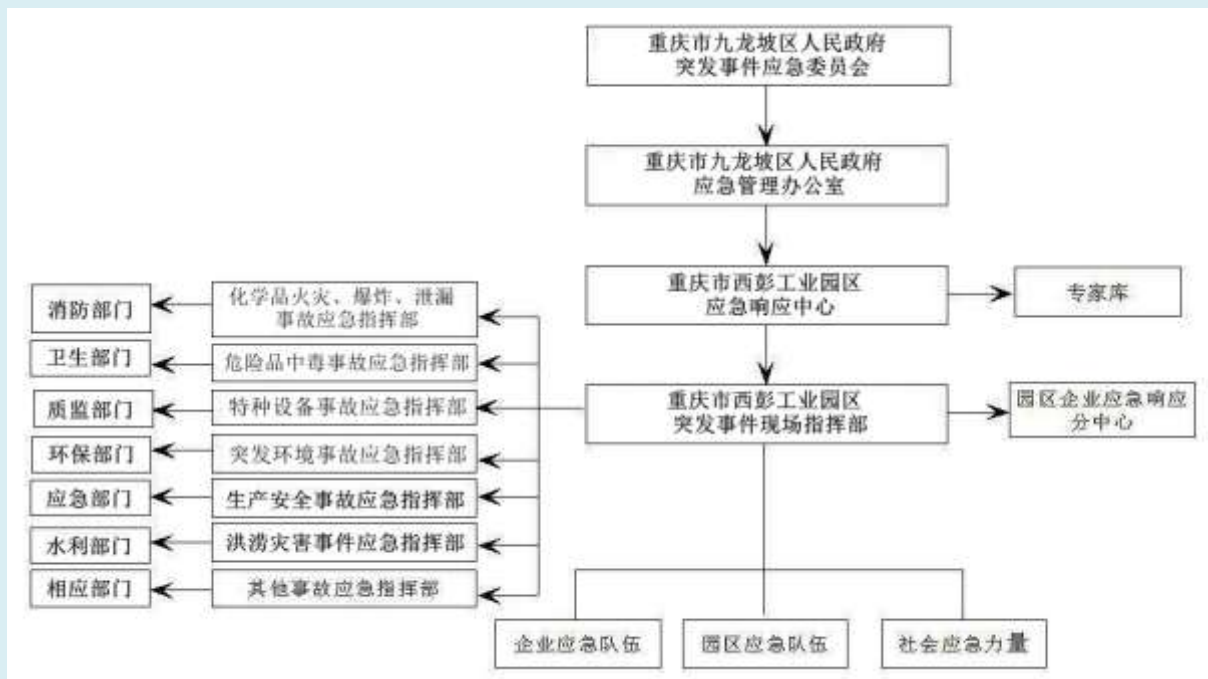 重庆市九龙坡区人民政府
突发事件应急委员会
重庆市九龙坡区人民政府
应急管理办公室
重庆市西彭工业园区
应急响应中心
专家库
重庆市西彭工业园区
突发事件现场指挥部
园区企业应急响应
分中心
消防部门
化学品火灾、爆炸、泄漏
事故应急指挥部
卫生部门
危险品中毒事故应急指挥部
质监部门
特种设备事故应急指挥部
环保部门
突发环境事故应急指挥部
应急部门
生产安全事故应急指挥部
水利部门
洪涝灾害事件应急指挥部
相应部门
其他事故应急指挥部
企业应急队伍
园区应急队伍
社会应急力量